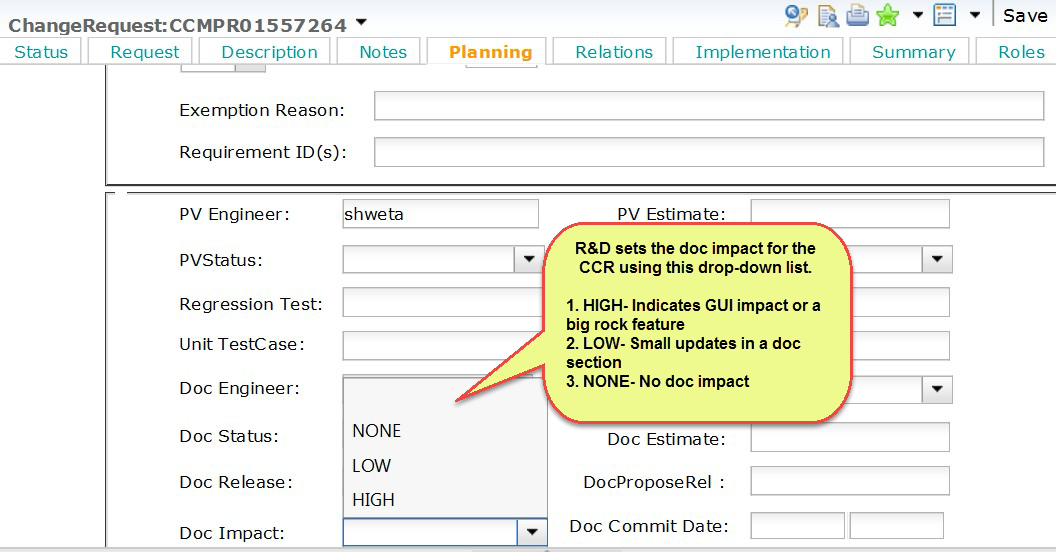 ChangeRequest:CCMPR01557264
Save
Status Request Description Notes Planning Relations Implementation Summary Roles
Exemption Reason:
Requirement ID(s):
PV Engineer: shweta PV Estimate:
PVStatus:
Regression Test:
Unit TestCase:
Doc Engineer:
R&D sets the doc impact for the
CCR using this drop-down list.
1. HIGH- Indicates GUI impact or a
big rock feature
2. LOW- Small updates in a doc
section
3. NONE- No doc impact
Doc Status: NONE Doc Estimate:
LOW
Doc Release: HIGH DocProposeRel :
Doc Impact: Doc Commit Date: